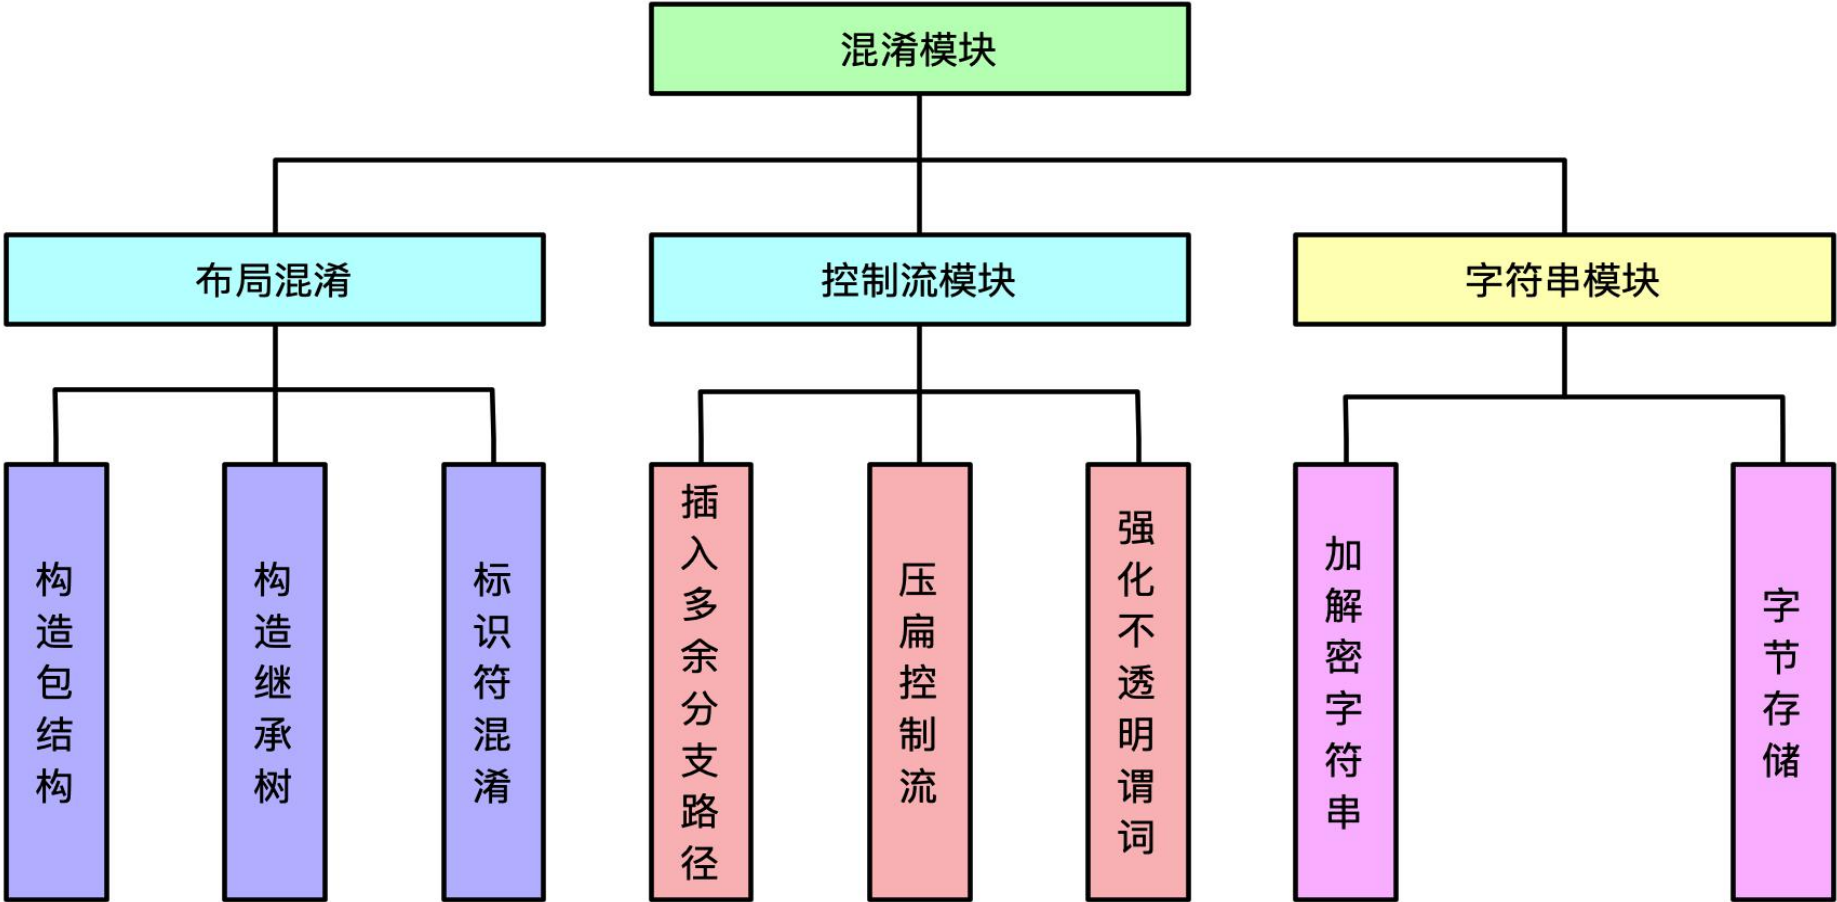 混淆模块
布局混淆
控制流模块
字符串模块
构造包结构
构造继承树
标识符混淆
插入多余分支路径
压扁控制流
强化不透明谓词
加解密字符串
字节存储